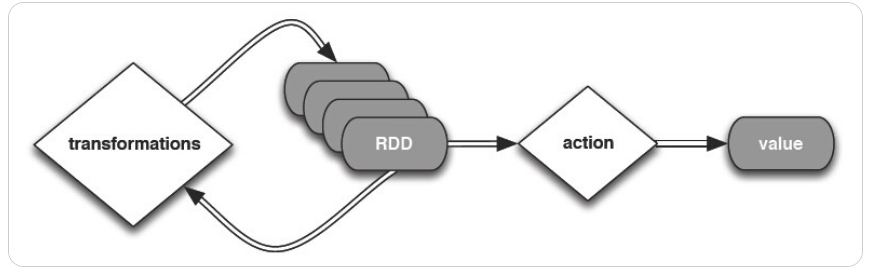 transformations
RDD
action
value